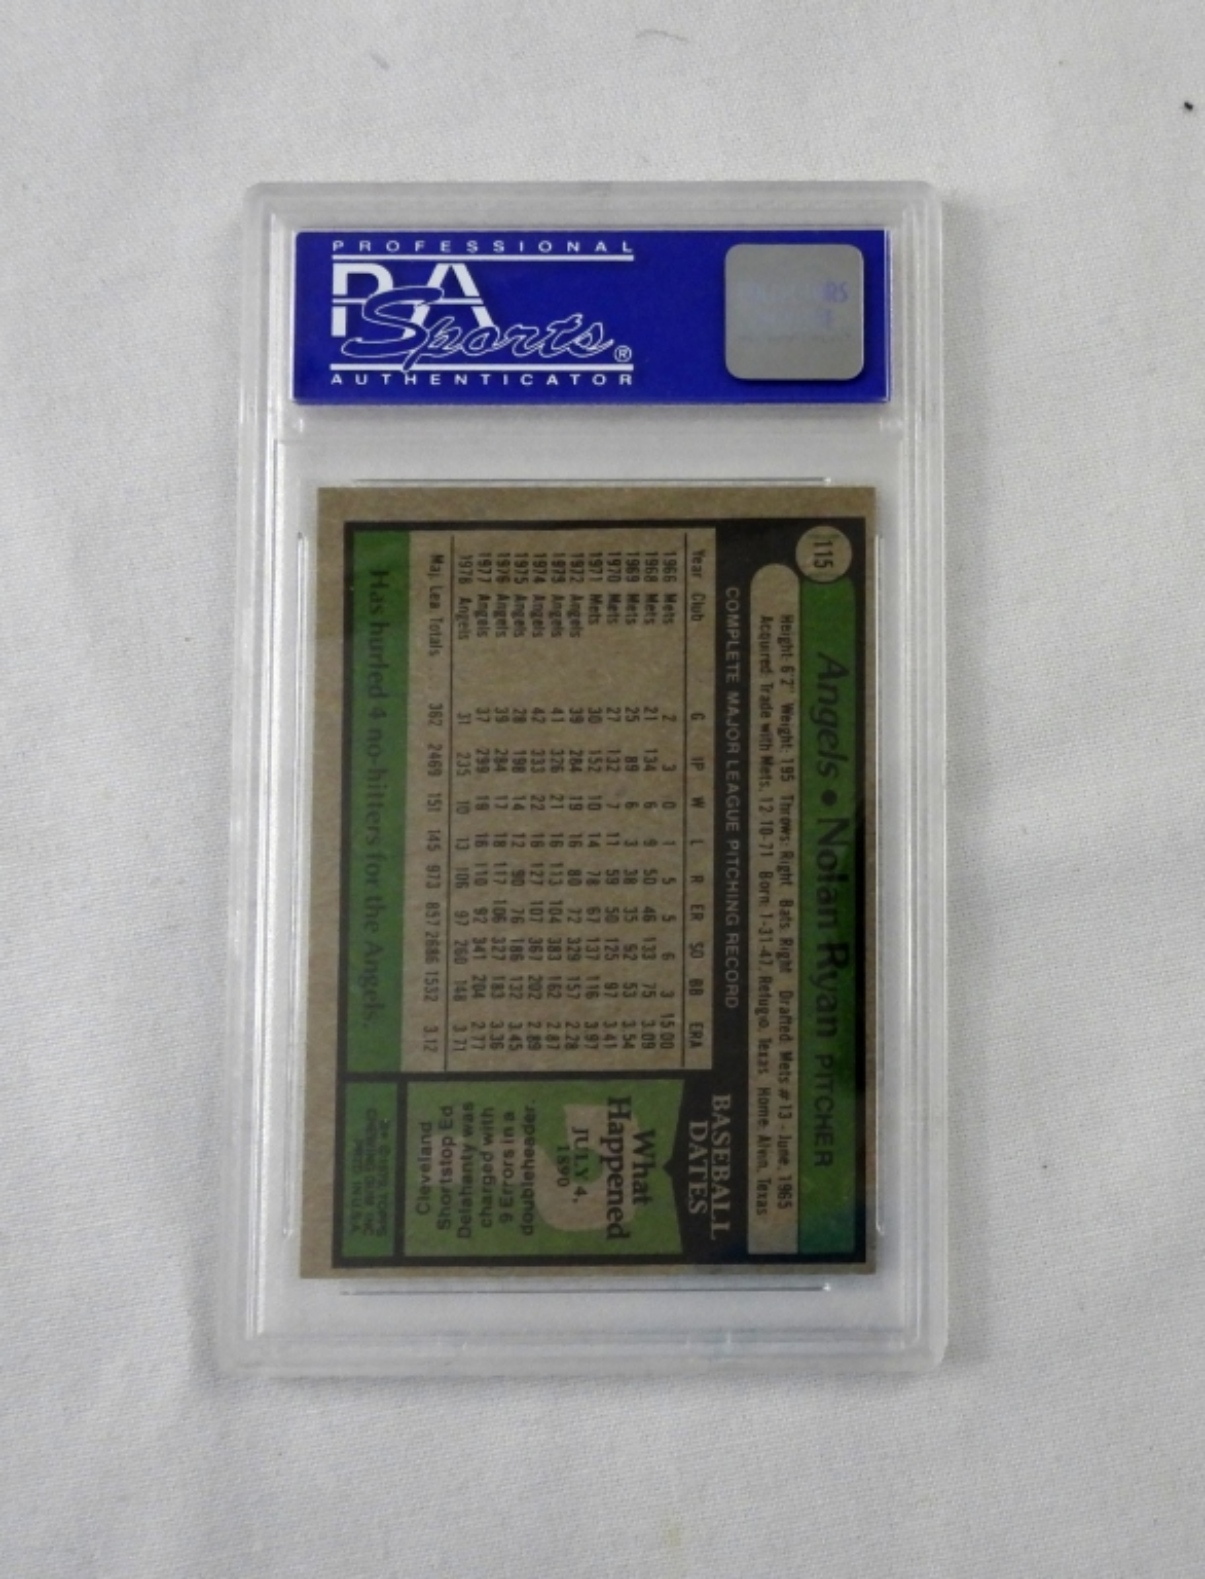 PROFESSIONAL
Sports®
AUTHENTICATOR
115
Angels • Nolan Ryan PITCHER
Height: 6'2" Weight: 195 Throws: Right Bats: Right Drafted: Mets #13-June, 1965
Acquired: Trade with Mets, 12-10-71 Born: 1-31-47, Refugio, Texas Home: Alvin, Texas
COMPLETE MAJOR LEAGUE PITCHING RECORD
Year Club G IP W L R ER SO BB ERA
1966 Mets 2 3 0 1 5 5 6 3 15.00
1968 Mets 21 134 6 9 50 46 133 75 3.09
1969 Mets 25 89 6 3 38 35 92 53 3.54
1970 Mets 27 132 7 11 59 50 125 97 3.41
1971 Mets 30 152 10 14 78 67 137 116 3.97
1972 Angels 39 284 19 16 80 72 329 157 2.28
1973 Angels 41 326 21 16 113 104 383 162 2.87
1974 Angels 42 333 22 16 127 107 367 202 2.89
1975 Angels 28 198 14 12 90 76 186 132 3.45
1976 Angels 39 284 17 18 117 106 327 183 3.36
1977 Angels 37 299 19 16 110 92 341 204 2.77
1978 Angels 31 235 10 13 106 97 260 148 3.71
Maj. Lea. Totals 362 2469 151 145 973 857 2686 1532 3.12
Has hurled 4 no-hitters for the Angels.
BASEBALL
DATES
What
Happened
JULY 4,
1890
Cleveland
Shortstop Ed
Delahanty was
charged with
9 Errors in a
doubleheader.
© 1979, TOPPS
CHEWING GUM, INC.
PRTD. IN U.S.A.